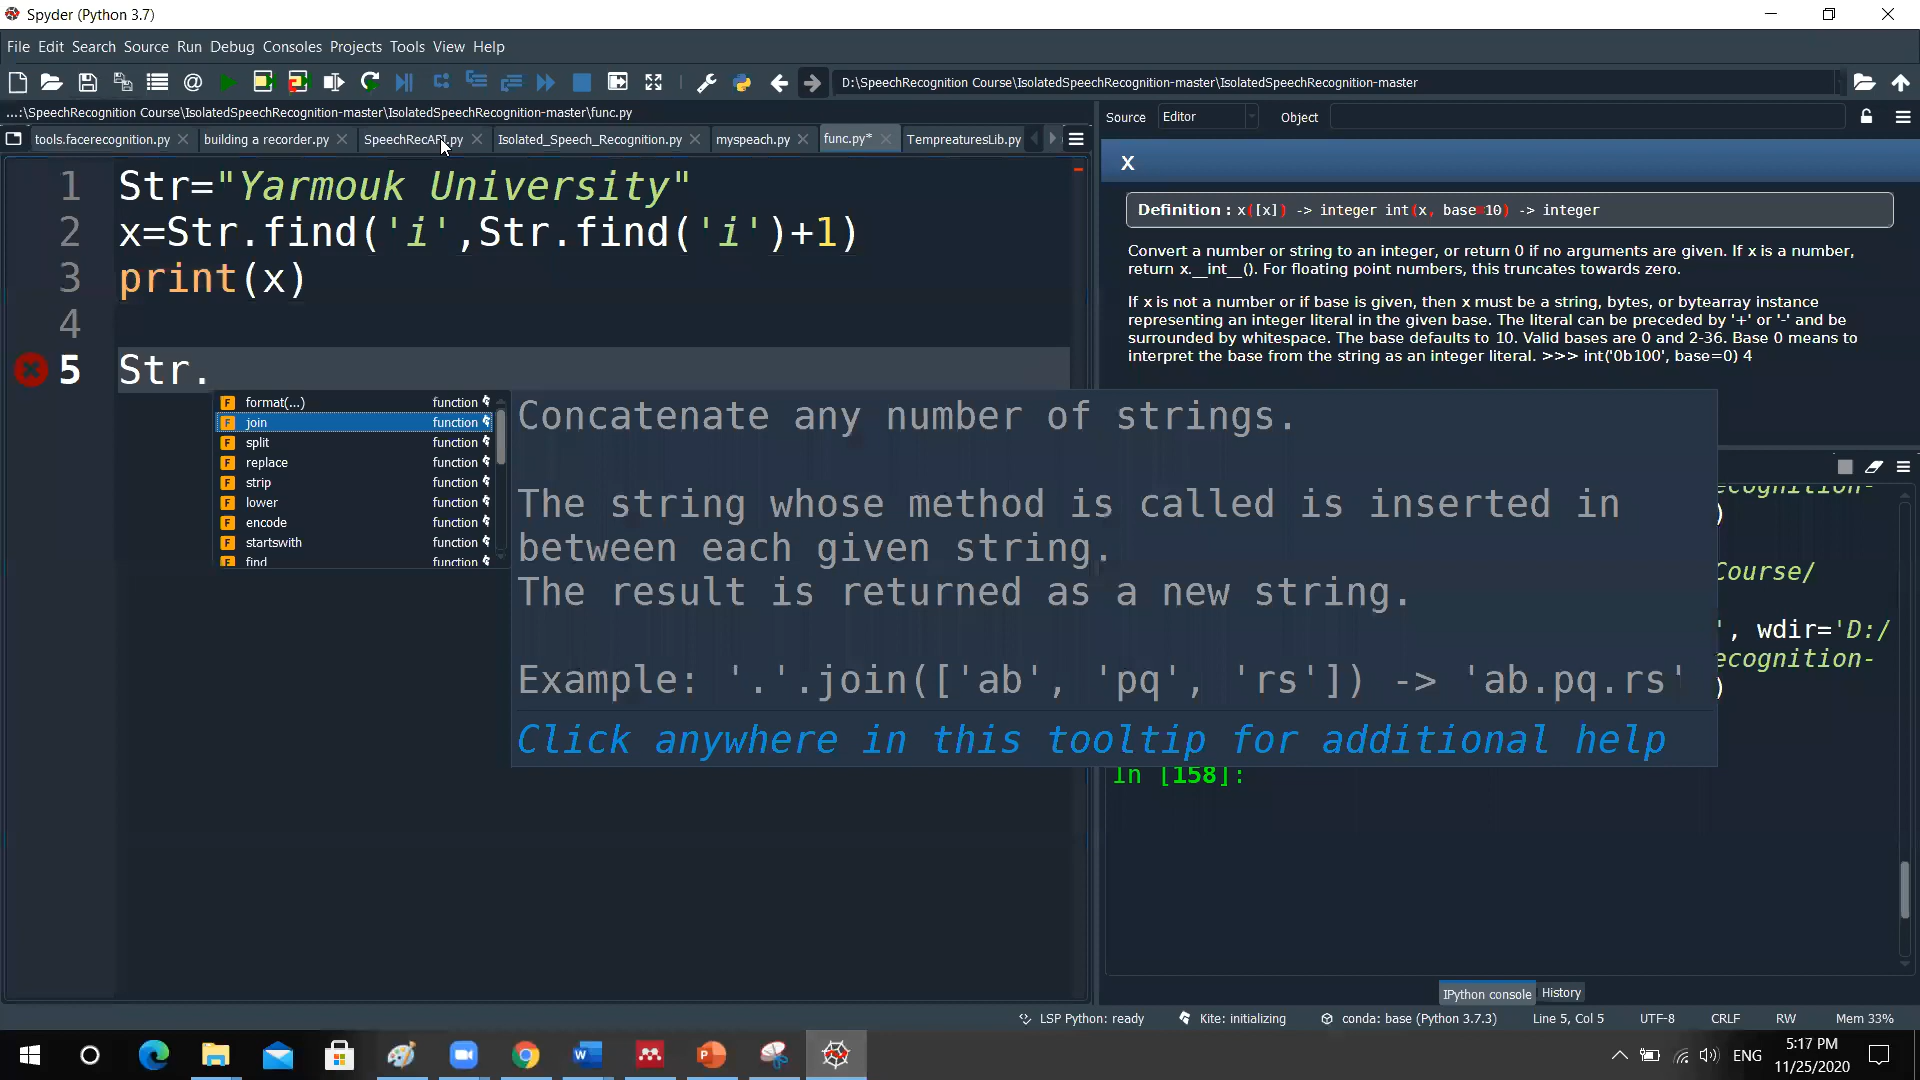 Spyder (Python 3.7)
File Edit Search Source Run Debug Consoles Projects Tools View Help
D:\SpeechRecognition Course\IsolatedSpeechRecognition-master\IsolatedSpeechRecognition-master
...:\SpeechRecognition Course\IsolatedSpeechRecognition-master\IsolatedSpeechRecognition-master\func.py
tools.facerecognition.py building a recorder.py SpeechRecAPI.py Isolated_Speech_Recognition.py myspeach.py func.py* TempreaturesLib.py
Source Editor Object
1 Str="Yarmouk University"
2 x=Str.find('i',Str.find('i')+1)
3 print(x)
4
5 Str.
format(...) function
join function
split function
replace function
strip function
lower function
encode function
startswith function
find function
Concatenate any number of strings.
The string whose method is called is inserted in
between each given string.
The result is returned as a new string.
Example: '.'.join(['ab', 'pq', 'rs']) -> 'ab.pq.rs'
Click anywhere in this tooltip for additional help
x
Definition : x([x]) -> integer int(x, base=10) -> integer
Convert a number or string to an integer, or return 0 if no arguments are given. If x is a number,
return x.__int__(). For floating point numbers, this truncates towards zero.
If x is not a number or if base is given, then x must be a string, bytes, or bytearray instance
representing an integer literal in the given base. The literal can be preceded by '+' or '-' and be
surrounded by whitespace. The base defaults to 10. Valid bases are 0 and 2-36. Base 0 means to
interpret the base from the string as an integer literal. >>> int('0b100', base=0) 4
ecognition-
)
Course/
', wdir='D:/
ecognition-
)
In [158]:
IPython console History
LSP Python: ready Kite: initializing conda: base (Python 3.7.3) Line 5, Col 5 UTF-8 CRLF RW Mem 33%
ENG 5:17 PM
11/25/2020